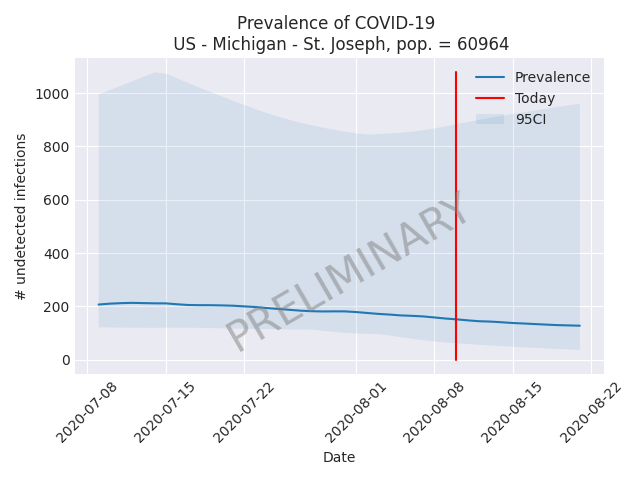 Prevalence of COVID-19
US - Michigan - St. Joseph, pop. = 60964
Prevalence
Today
95CI
1000
800
600
400
200
0
# undetected infections
PRELIMINARY
2020-07-08
2020-07-15
2020-07-22
2020-08-01
2020-08-08
2020-08-15
2020-08-22
Date